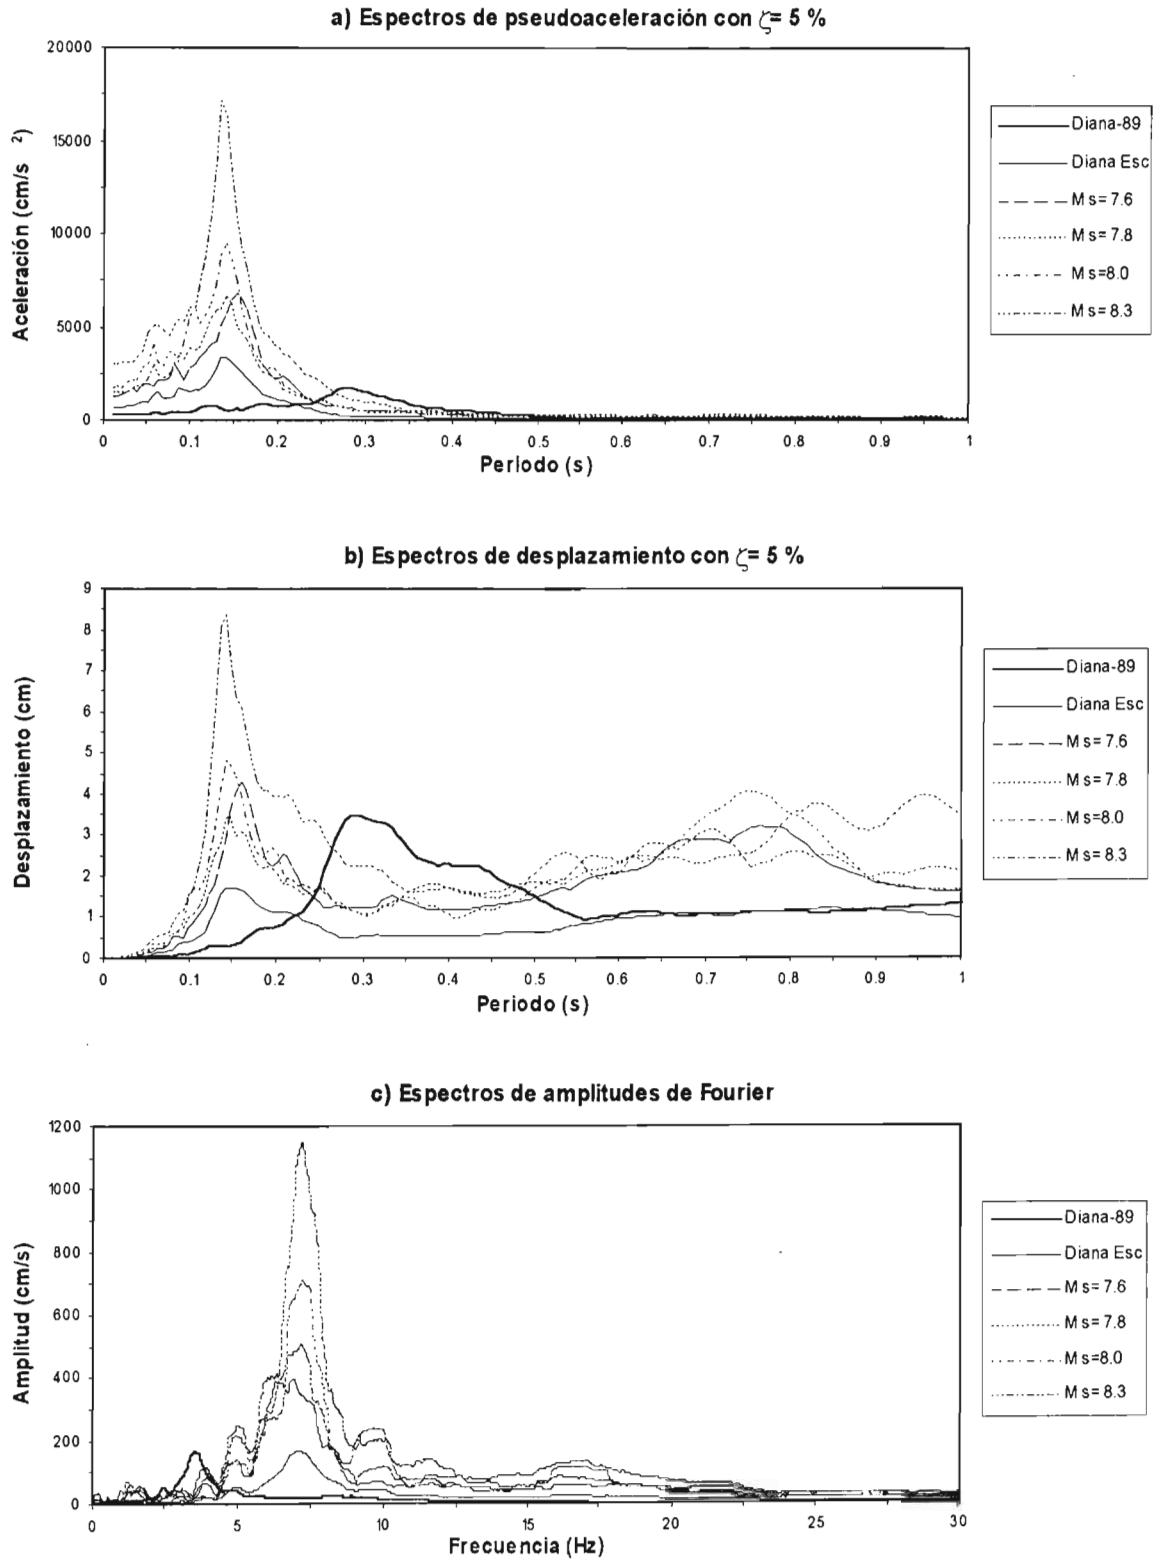 a) Espectros de pseudoaceleración con ζ= 5 %
20000
15000
10000
5000
0
Aceleración (cm/s 2)
0
0.1
0.2
0.3
0.4
0.5
0.6
0.7
0.8
0.9
1
Periodo (s)
Diana-89
Diana Esc
Ms=7.6
Ms=7.8
Ms=8.0
Ms=8.3
b) Espectros de desplazamiento con ζ= 5 %
9
8
7
6
5
4
3
2
1
0
Desplazamiento (cm)
0
0.1
0.2
0.3
0.4
0.5
0.6
0.7
0.8
0.9
1
Periodo (s)
Diana-89
Diana Esc
Ms=7.6
Ms=7.8
Ms=8.0
Ms=8.3
c) Espectros de amplitudes de Fourier
1200
1000
800
600
400
200
0
Amplitud (cm/s)
0
5
10
15
20
25
30
Frecuencia (Hz)
Diana-89
Diana Esc
Ms=7.6
Ms=7.8
Ms=8.0
Ms=8.3